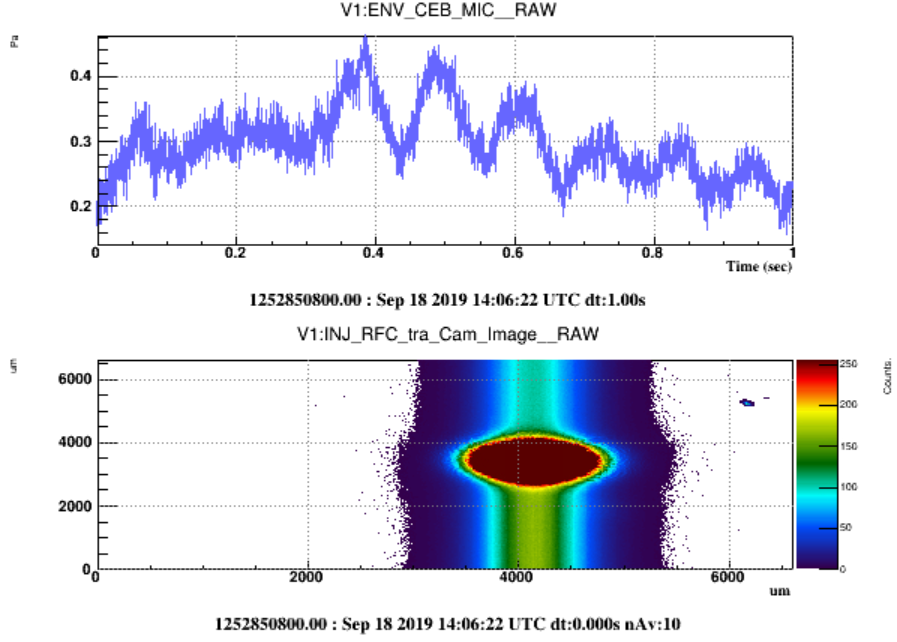 V1:ENV_CEB_MIC__RAW
Pa
0.4
0.3
0.2
0 0.2 0.4 0.6 0.8 1
Time (sec)
1252850800.00 : Sep 18 2019 14:06:22 UTC dt:1.00s
V1:INJ_RFC_tra_Cam_Image__RAW
um
6000
4000
2000
0
0 2000 4000 6000
um
250
200
150
100
50
0
Counts.
1252850800.00 : Sep 18 2019 14:06:22 UTC dt:0.000s nAv:10